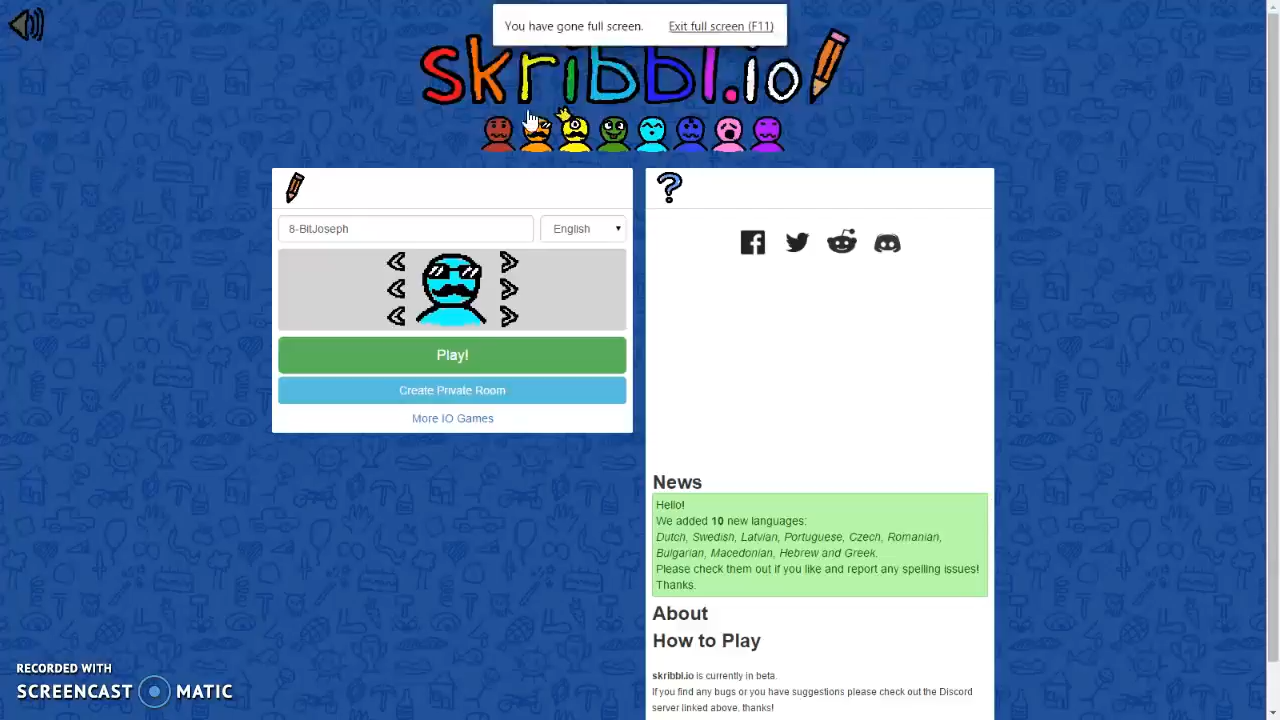 You have gone full screen. Exit full screen (F11)
skribbl.io
8-BitJoseph
English
Play!
Create Private Room
More IO Games
News
Hello!
We added 10 new languages:
Dutch, Swedish, Latvian, Portuguese, Czech, Romanian,
Bulgarian, Macedonian, Hebrew and Greek.
Please check them out if you like and report any spelling issues!
Thanks.
About
How to Play
skribbl.io is currently in beta.
If you find any bugs or you have suggestions please check out the Discord
server linked above, thanks!
RECORDED WITH
SCREENCAST MATIC